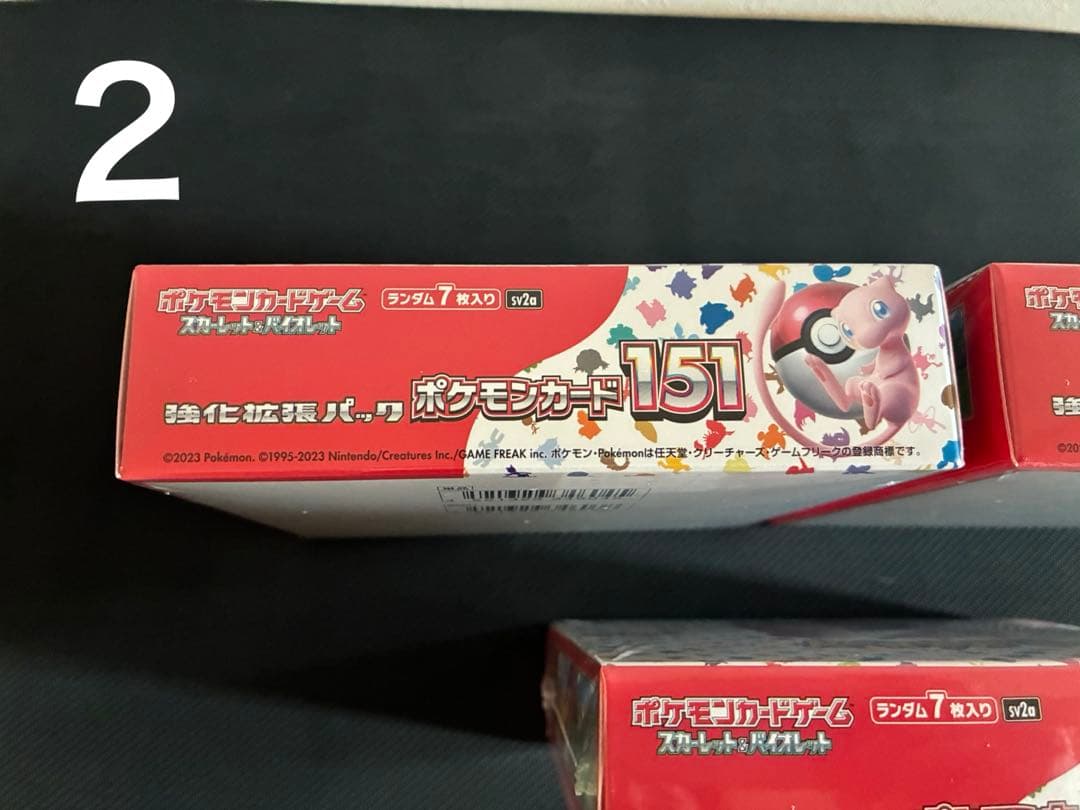 2
ポケモンカードゲーム
スカーレット&バイオレット
ランダム7枚入り
sv2a
強化拡張パック
ポケモンカード151
©2023 Pokémon. ©1995-2023 Nintendo/Creatures Inc./GAME FREAK inc. ポケモン・Pokémonは任天堂・クリーチャーズ・ゲームフリークの登録商標です。
ポケ
スカ
強
©20
ポケモンカードゲーム
スカーレット&バイオレット
ランダム7枚入り
sv2a